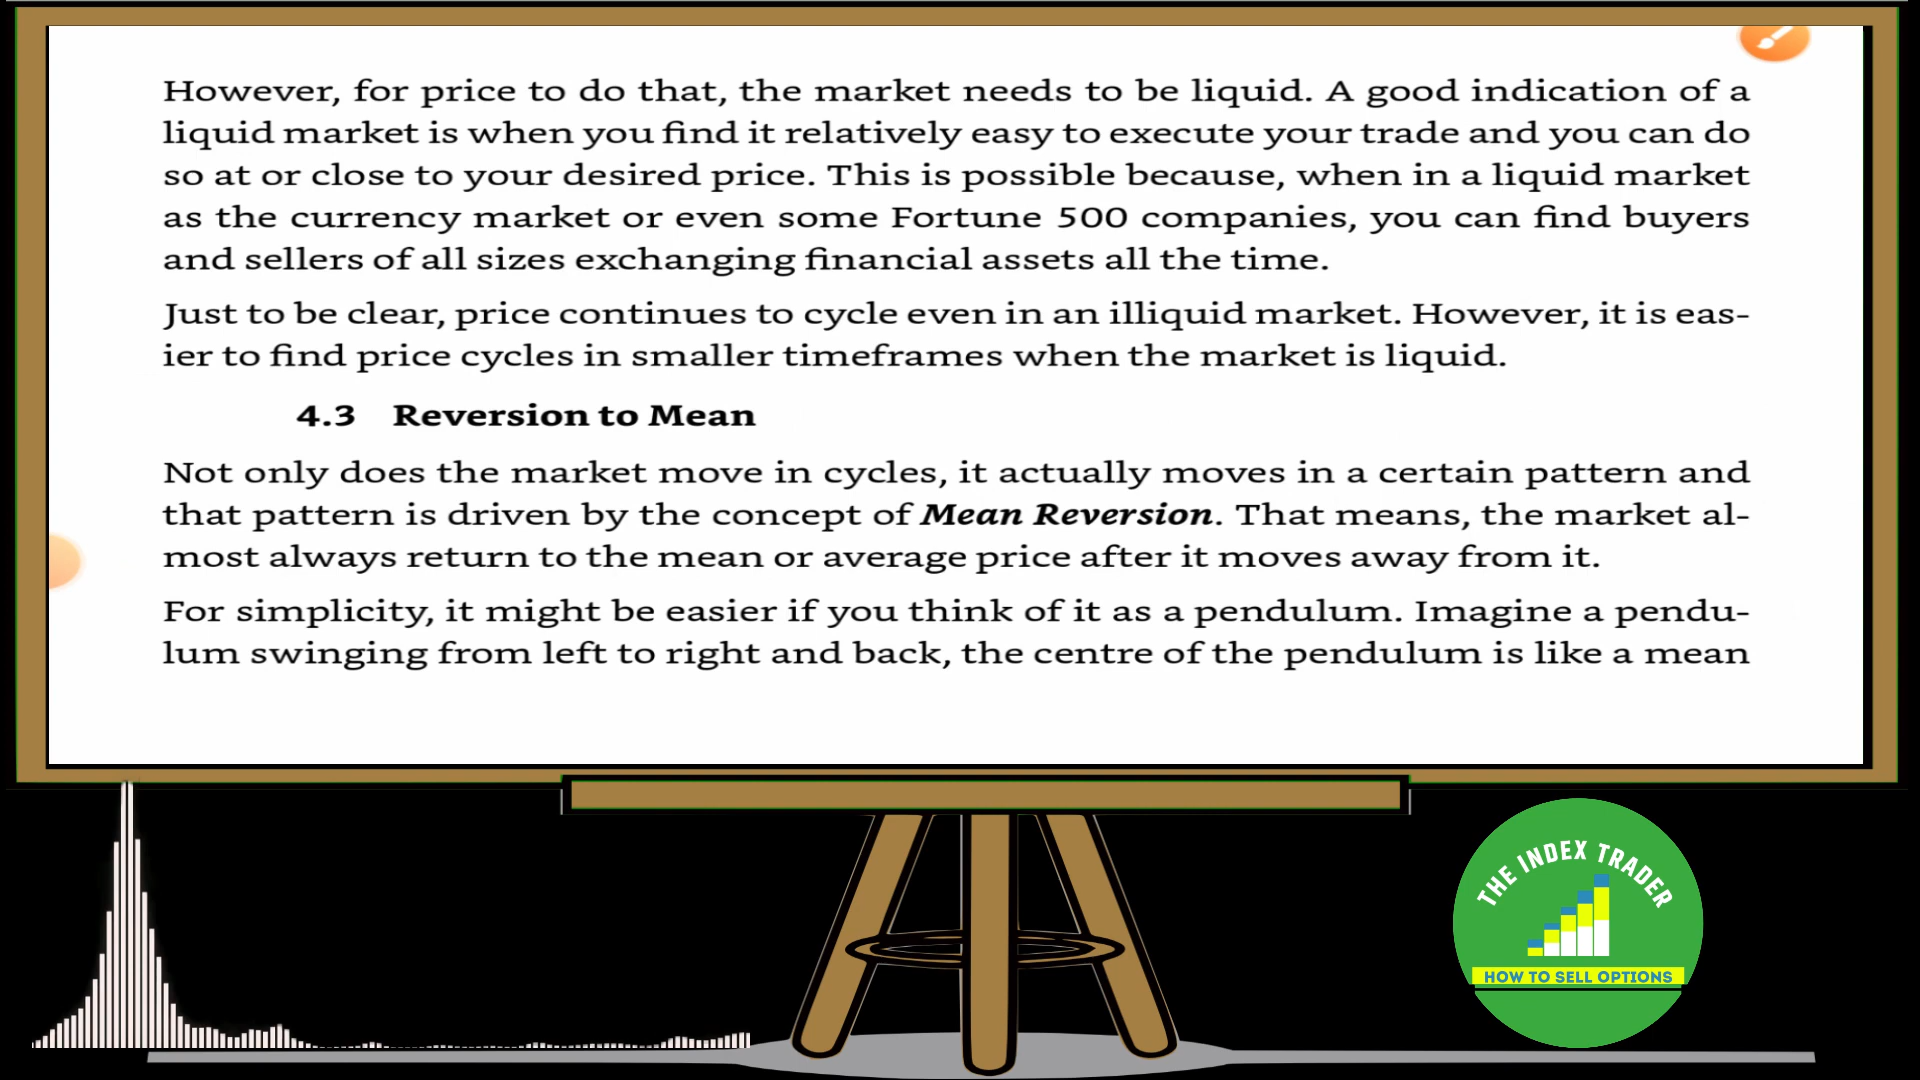 However, for price to do that, the market needs to be liquid. A good indication of a
liquid market is when you find it relatively easy to execute your trade and you can do
so at or close to your desired price. This is possible because, when in a liquid market
as the currency market or even some Fortune 500 companies, you can find buyers
and sellers of all sizes exchanging financial assets all the time.
Just to be clear, price continues to cycle even in an illiquid market. However, it is eas-
ier to find price cycles in smaller timeframes when the market is liquid.
4.3 Reversion to Mean
Not only does the market move in cycles, it actually moves in a certain pattern and
that pattern is driven by the concept of Mean Reversion. That means, the market al-
most always return to the mean or average price after it moves away from it.
For simplicity, it might be easier if you think of it as a pendulum. Imagine a pendu-
lum swinging from left to right and back, the centre of the pendulum is like a mean
THE INDEX TRADER
HOW TO SELL OPTIONS